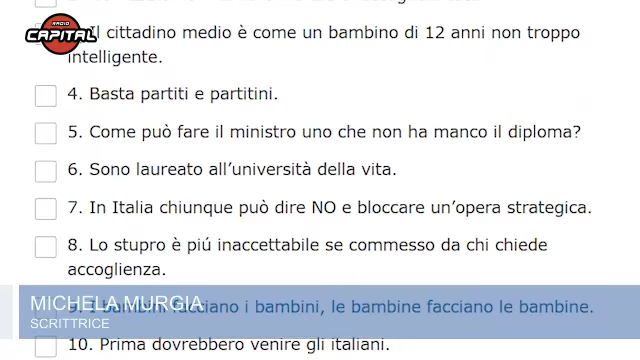 RADIO
CAPITAL
Il cittadino medio è come un bambino di 12 anni non troppo
intelligente.
4. Basta partiti e partitini.
5. Come può fare il ministro uno che non ha manco il diploma?
6. Sono laureato all’università della vita.
7. In Italia chiunque può dire NO e bloccare un’opera strategica.
8. Lo stupro è piú inaccettabile se commesso da chi chiede
accoglienza.
9. I bambini facciano i bambini, le bambine facciano le bambine.
MICHELA MURGIA
SCRITTRICE
10. Prima dovrebbero venire gli italiani.